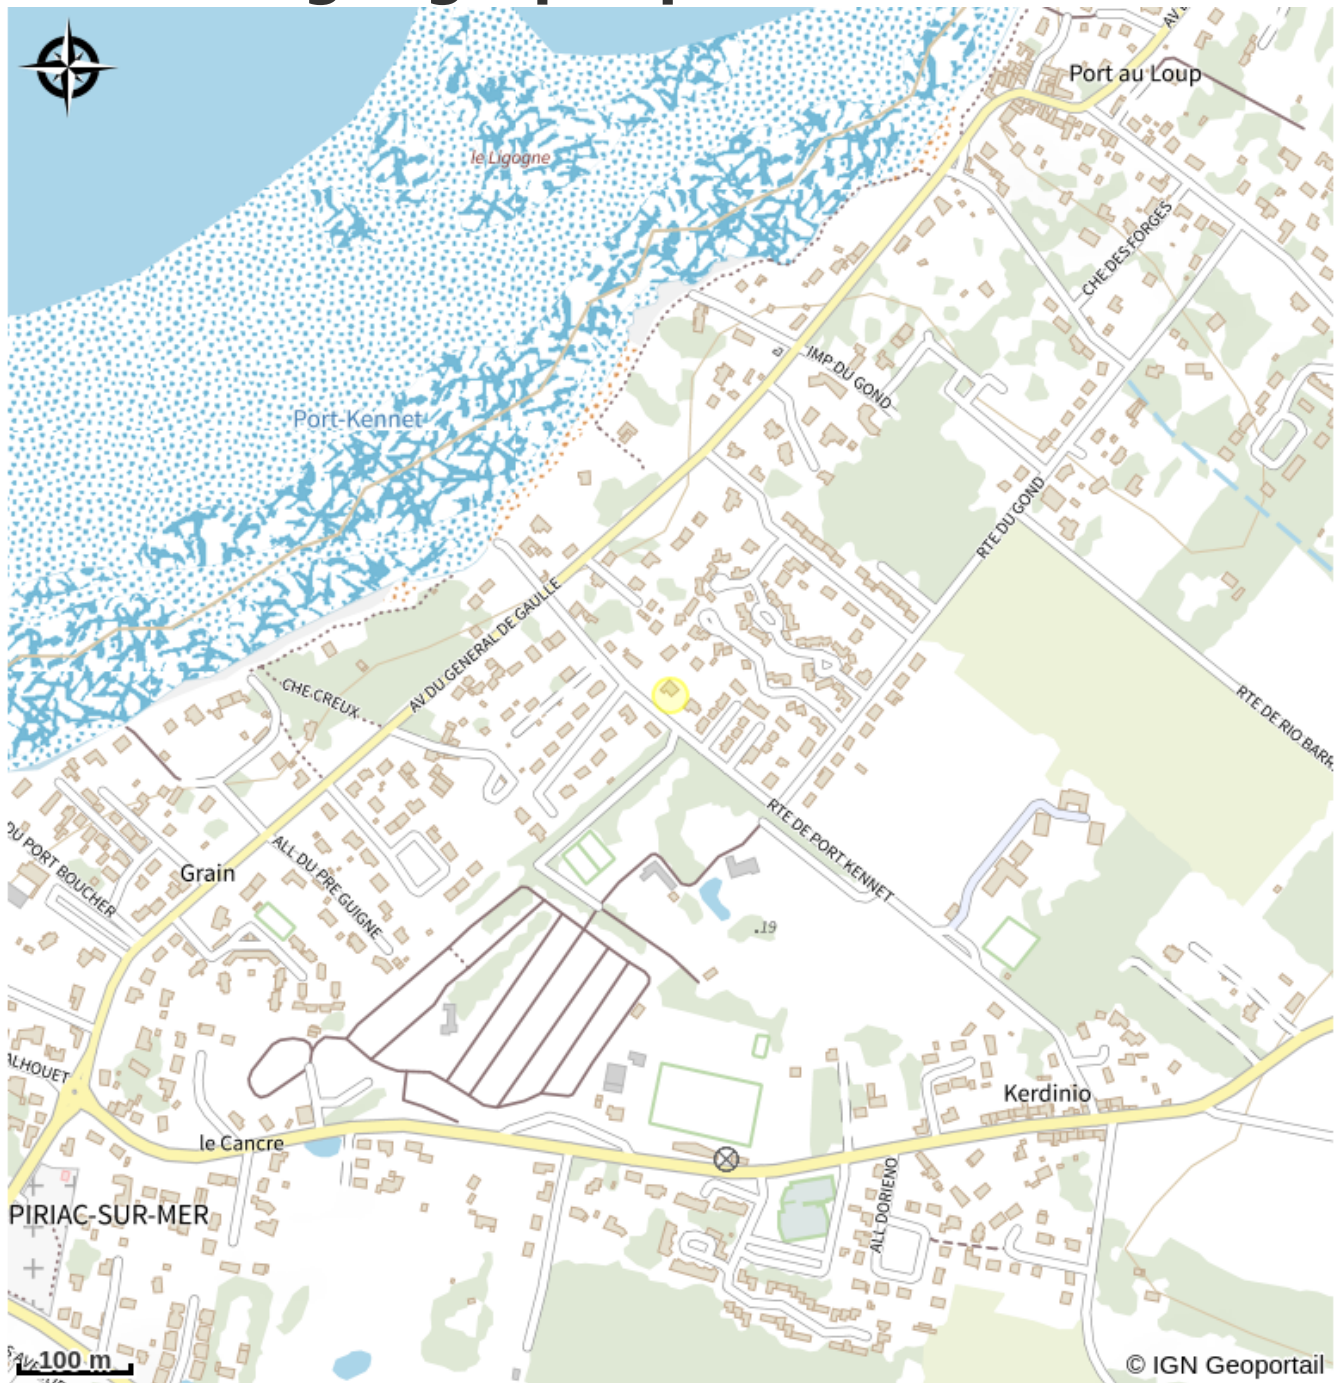 Port au Loup
le Ligogne
CHE DES FORGES
IMP DU GOND
Port-Kennet
RTE DU GOND
AV DU GENERAL DE GAULLE
CHE CREUX
RTE DE RIO BARR
RTE DE PORT KENNET
DU PORT BOUCHER
Grain
ALL DU PRE GUIGNE
.19
ALHOUET
Kerdinio
le Cancre
ALL DORIENO
PIRIAC-SUR-MER
100 m
© IGN Geoportail